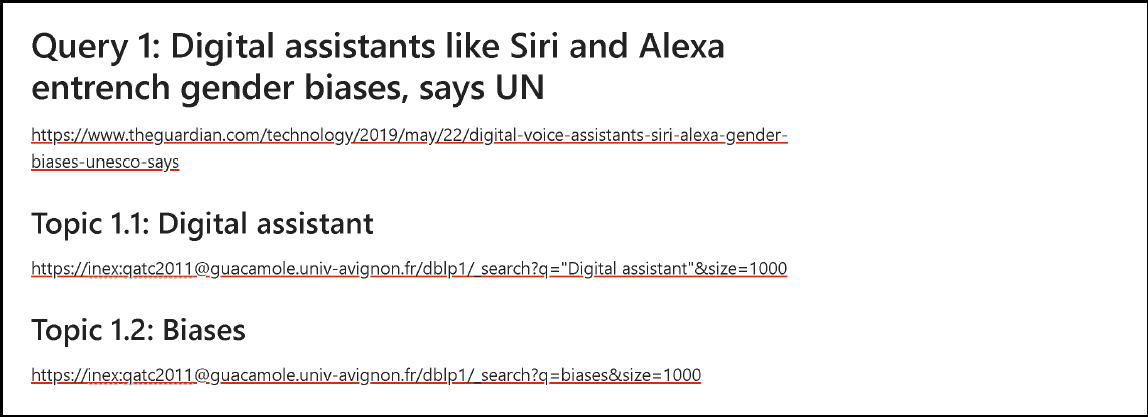 Query 1: Digital assistants like Siri and Alexa
entrench gender biases, says UN
https://www.theguardian.com/technology/2019/may/22/digital-voice-assistants-siri-alexa-gender-
biases-unesco-says
Topic 1.1: Digital assistant
https://inex:qatc2011@guacamole.univ-avignon.fr/dblp1/_search?q="Digital assistant"&size=1000
Topic 1.2: Biases
https://inex:qatc2011@guacamole.univ-avignon.fr/dblp1/_search?q=biases&size=1000